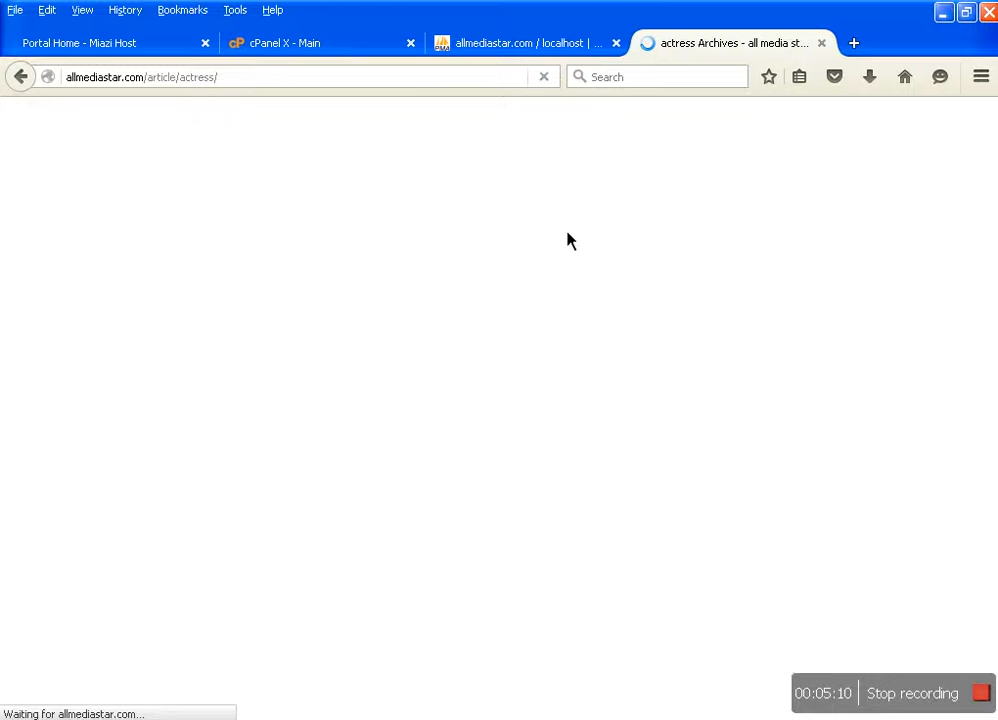 File Edit View History Bookmarks Tools Help
Portal Home - Miazi Host
cP cPanel X - Main
PMA allmediastar.com / localhost | ...
actress Archives - all media st...
allmediastar.com/article/actress/
Search
00:05:10 Stop recording
Waiting for allmediastar.com...